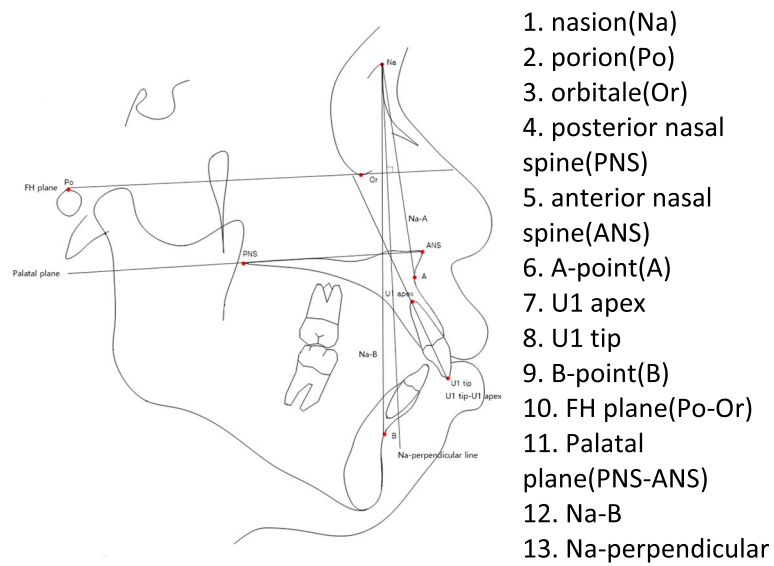 Na
Po
FH plane
Or
Na-A
ANS
PNS
Palatal plane
A
U1 apex
Na-B
U1 tip
U1 tip-U1 apex
B
Na-perpendicular line
1. nasion(Na)
2. porion(Po)
3. orbitale(Or)
4. posterior nasal
spine(PNS)
5. anterior nasal
spine(ANS)
6. A-point(A)
7. U1 apex
8. U1 tip
9. B-point(B)
10. FH plane(Po-Or)
11. Palatal
plane(PNS-ANS)
12. Na-B
13. Na-perpendicular